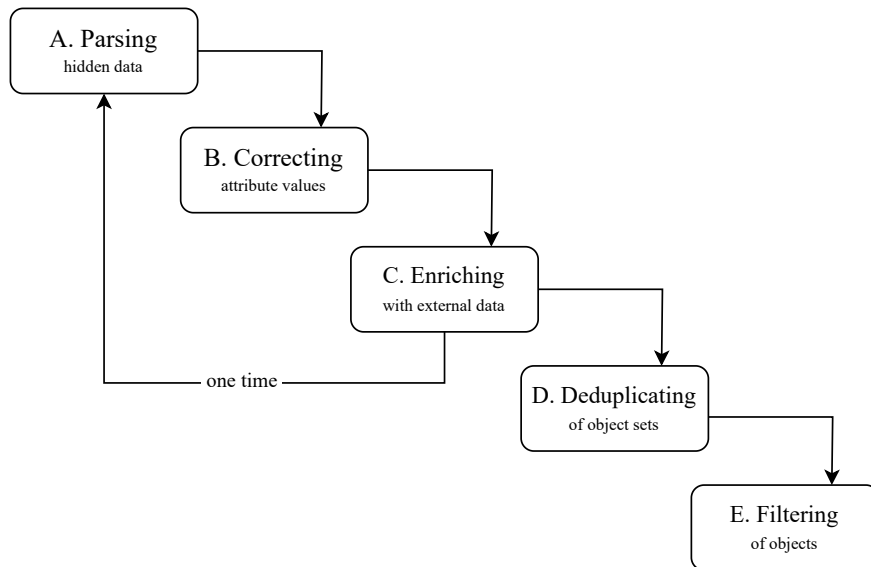 A. Parsing
hidden data
B. Correcting
attribute values
C. Enriching
with external data
one time
D. Deduplicating
of object sets
E. Filtering
of objects